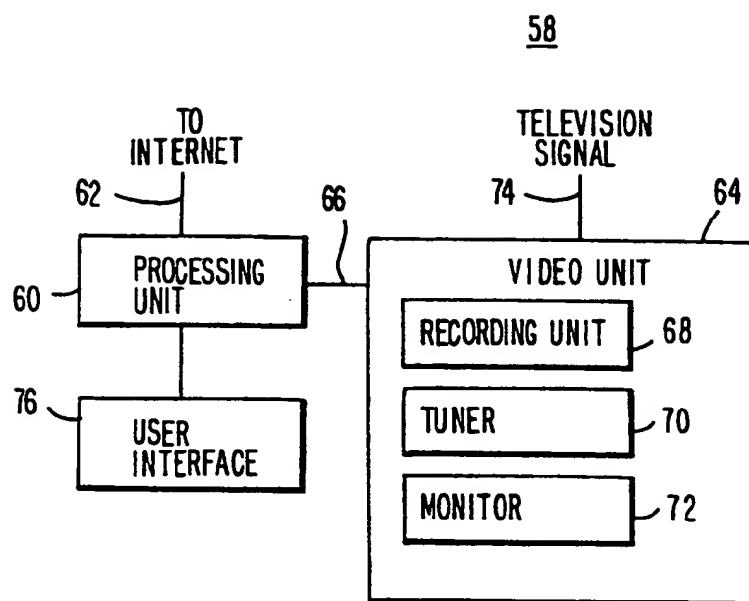 58
TO
INTERNET
TELEVISION
SIGNAL
62
66
74
64
PROCESSING
UNIT
60
VIDEO UNIT
RECORDING UNIT
68
76
USER
INTERFACE
TUNER
70
MONITOR
72